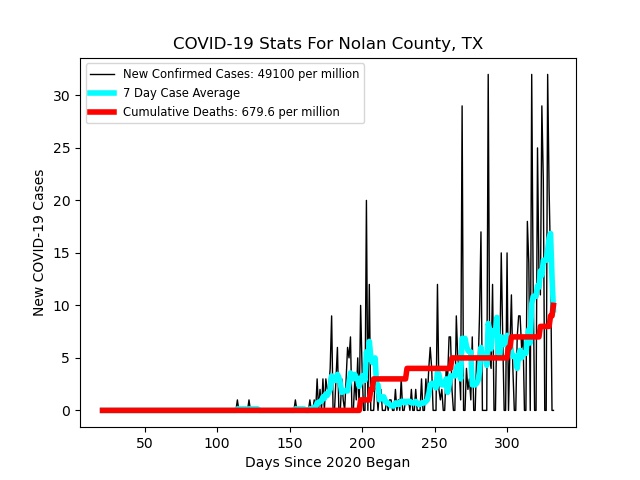 COVID-19 Stats For Nolan County, TX
New Confirmed Cases: 49100 per million
7 Day Case Average
Cumulative Deaths: 679.6 per million
New COVID-19 Cases
30
25
20
15
10
5
0
50 100 150 200 250 300
Days Since 2020 Began